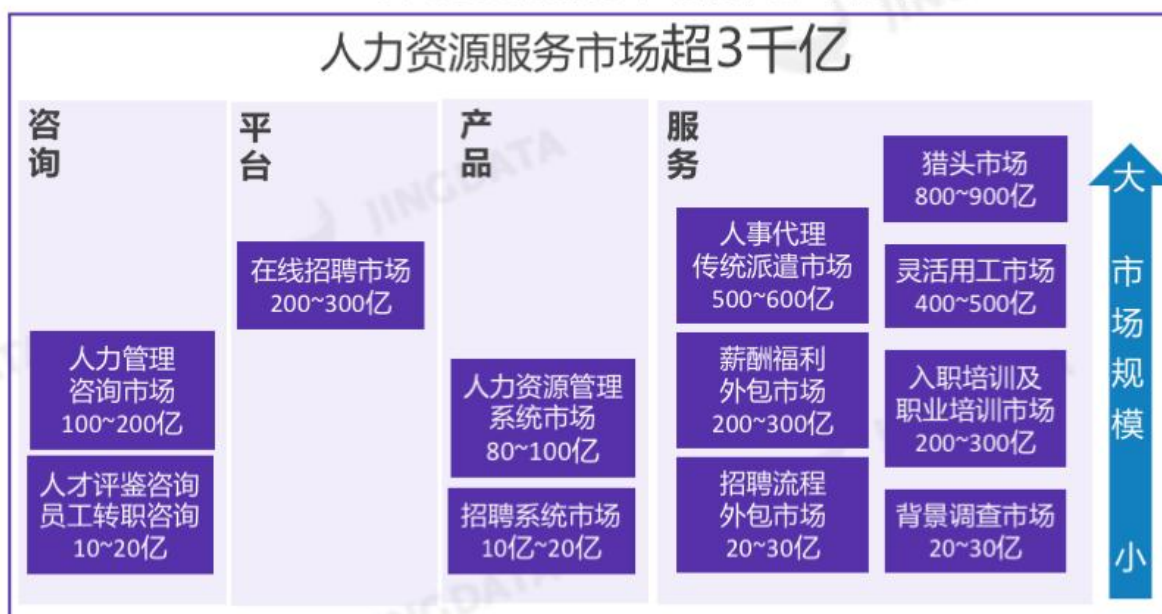 人力资源服务市场超3千亿
咨
询
人力管理
咨询市场
100~200亿
人才评鉴咨询
员工转职咨询
10~20亿
平
台
在线招聘市场
200~300亿
产
品
人力资源管理
系统市场
80~100亿
招聘系统市场
10亿~20亿
服
务
人事代理
传统派遣市场
500~600亿
薪酬福利
外包市场
200~300亿
招聘流程
外包市场
20~30亿
猎头市场
800~900亿
灵活用工市场
400~500亿
入职培训及
职业培训市场
200~300亿
背景调查市场
20~30亿
大
市
场
规
模
小
JINGDATA
JINGDATA